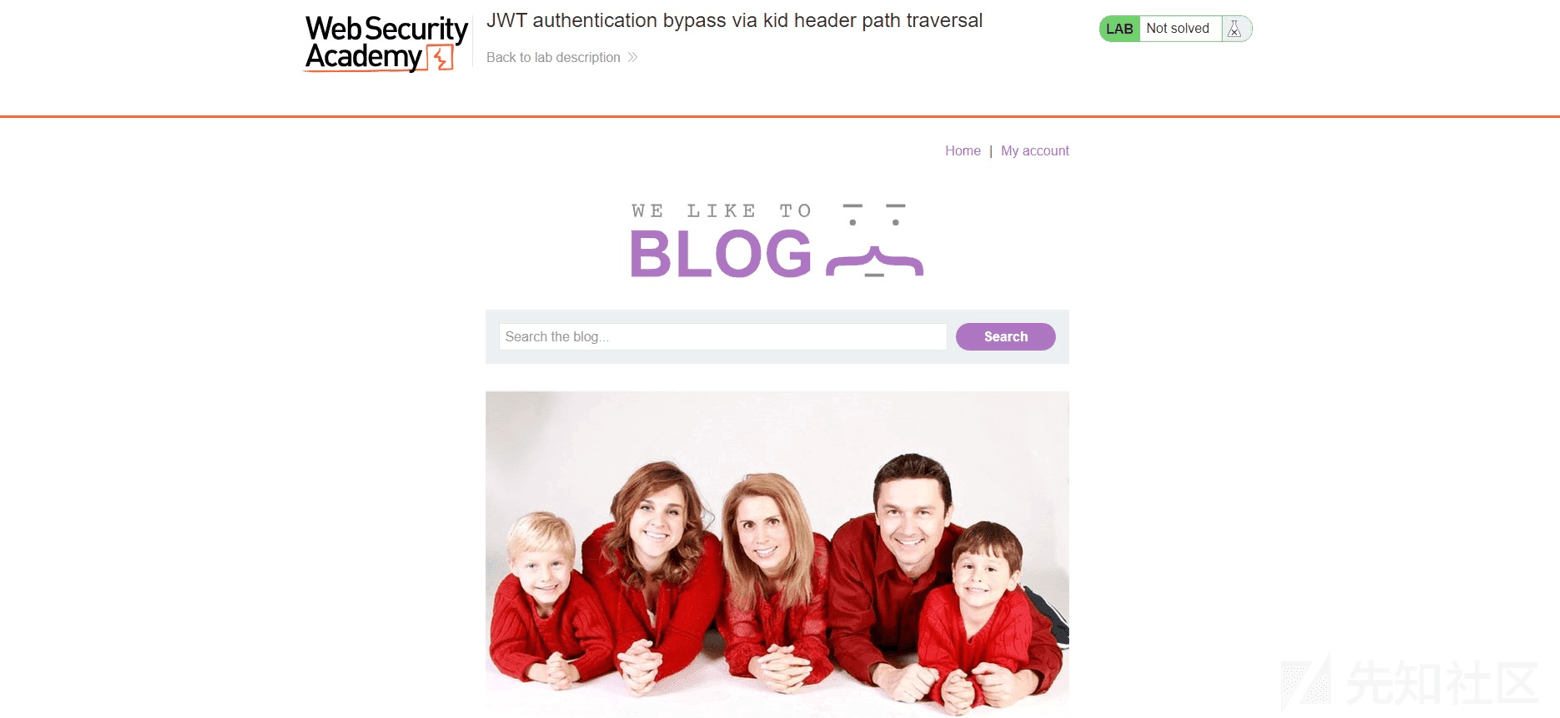 Web Security
Academy
JWT authentication bypass via kid header path traversal
Back to lab description
LAB Not solved
Home | My account
WE LIKE TO
BLOG
Search the blog...
Search
先知社区